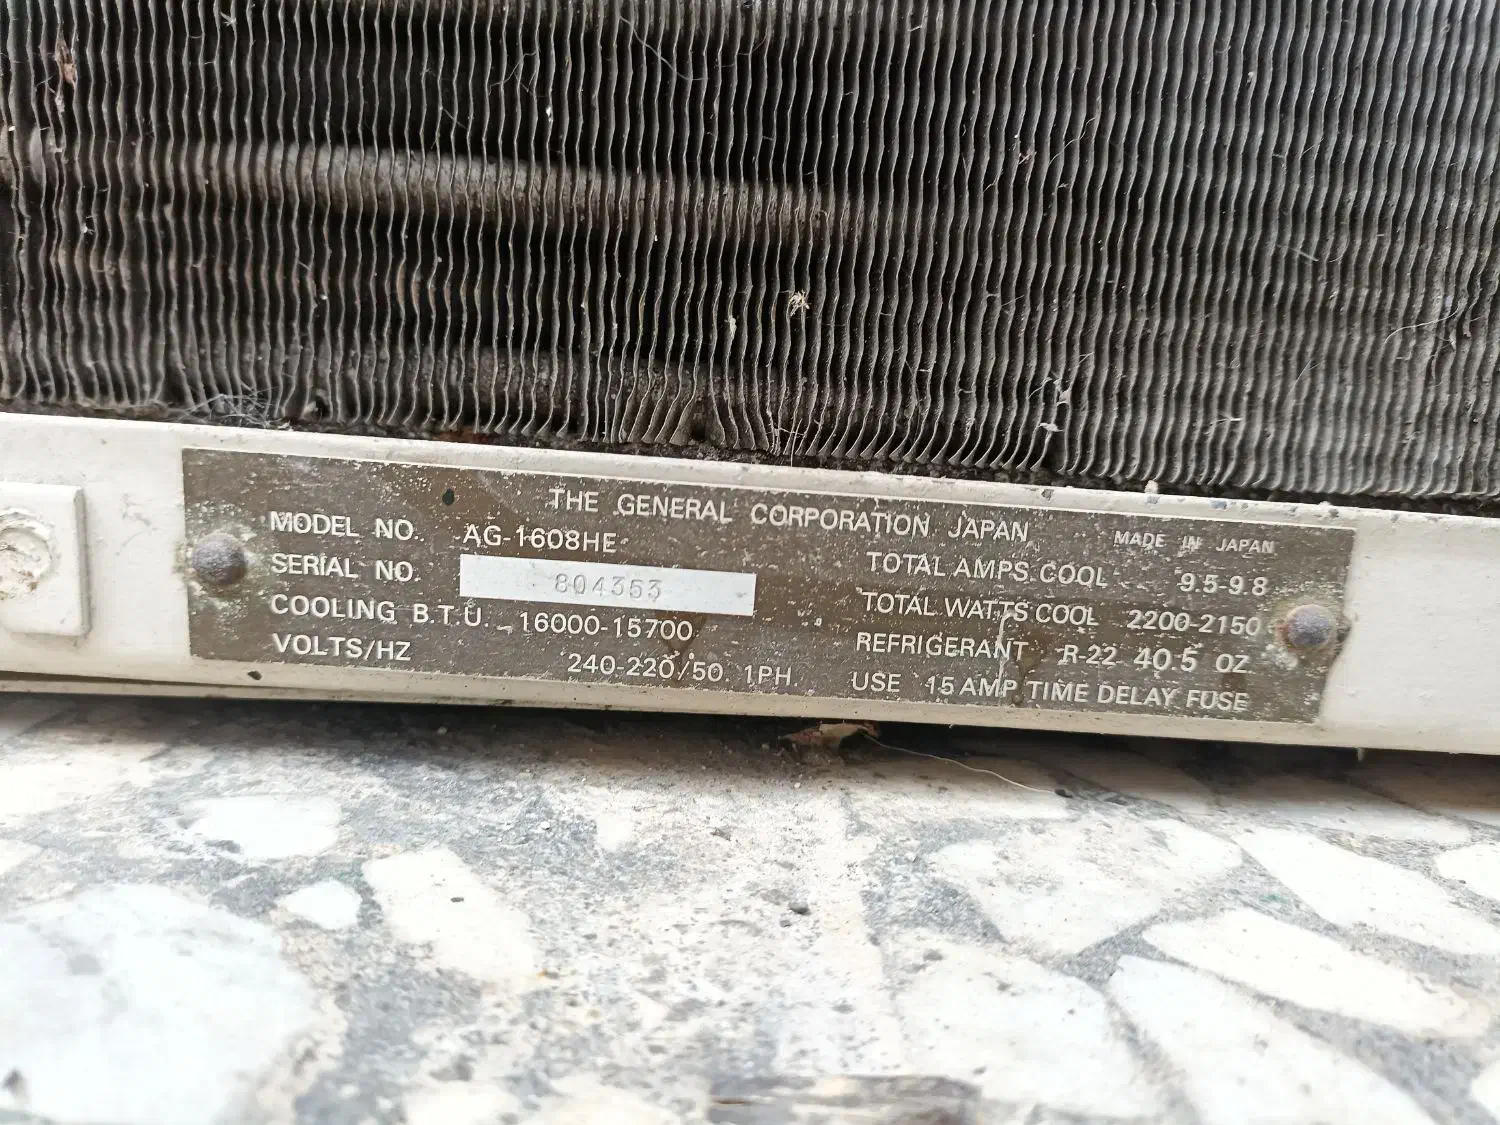 THE GENERAL CORPORATION JAPAN MADE IN JAPAN
MODEL NO. AG-1608HE
SERIAL NO. 804353
COOLING B.T.U. 16000-15700
VOLTS/HZ 240-220/50 1PH.
TOTAL AMPS. COOL 9.5-9.8
TOTAL WATTS COOL 2200-2150
REFRIGERANT R-22 40.5 OZ
USE 15 AMP TIME DELAY FUSE